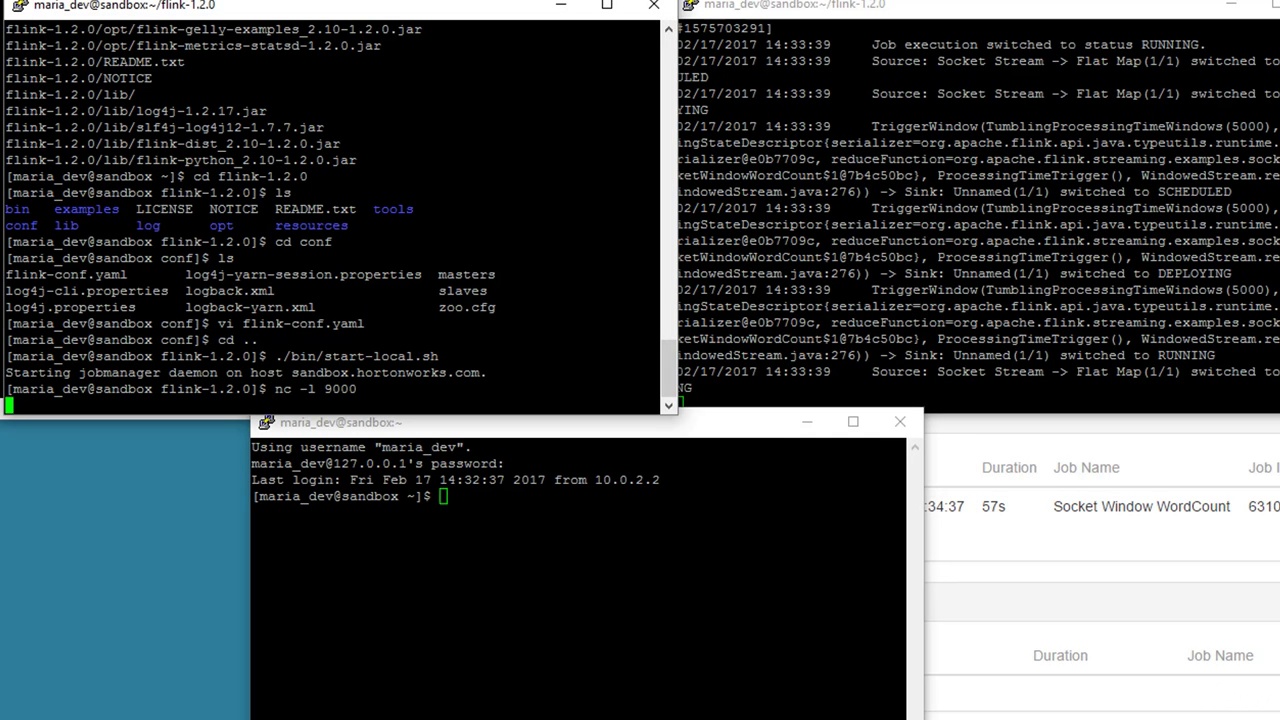 maria_dev@sandbox:~/flink-1.2.0
flink-1.2.0/opt/flink-gelly-examples_2.10-1.2.0.jar
flink-1.2.0/opt/flink-metrics-statsd-1.2.0.jar
flink-1.2.0/README.txt
flink-1.2.0/NOTICE
flink-1.2.0/lib/
flink-1.2.0/lib/log4j-1.2.17.jar
flink-1.2.0/lib/slf4j-log4j12-1.7.7.jar
flink-1.2.0/lib/flink-dist_2.10-1.2.0.jar
flink-1.2.0/lib/flink-python_2.10-1.2.0.jar
[maria_dev@sandbox ~]$ cd flink-1.2.0
[maria_dev@sandbox flink-1.2.0]$ ls
bin examples LICENSE NOTICE README.txt tools
conf lib log opt resources
[maria_dev@sandbox flink-1.2.0]$ cd conf
[maria_dev@sandbox conf]$ ls
flink-conf.yaml log4j-yarn-session.properties masters
log4j-cli.properties logback.xml slaves
log4j.properties logback-yarn.xml zoo.cfg
[maria_dev@sandbox conf]$ vi flink-conf.yaml
[maria_dev@sandbox conf]$ cd ..
[maria_dev@sandbox flink-1.2.0]$ ./bin/start-local.sh
Starting jobmanager daemon on host sandbox.hortonworks.com.
[maria_dev@sandbox flink-1.2.0]$ nc -l 9000
maria_dev@sandbox:~/flink-1.2.0
#1575703291]
02/17/2017 14:33:39 Job execution switched to status RUNNING.
02/17/2017 14:33:39 Source: Socket Stream -> Flat Map(1/1) switched to
ULED
02/17/2017 14:33:39 Source: Socket Stream -> Flat Map(1/1) switched to
YING
02/17/2017 14:33:39 TriggerWindow(TumblingProcessingTimeWindows(5000),
ingStateDescriptor{serializer=org.apache.flink.api.java.typeutils.runtime.
rializer@e0b7709c, reduceFunction=org.apache.flink.streaming.examples.sock
ketWindowWordCount$1@7b4c50bc}, ProcessingTimeTrigger(), WindowedStream.re
indowedStream.java:276)) -> Sink: Unnamed(1/1) switched to SCHEDULED
02/17/2017 14:33:39 TriggerWindow(TumblingProcessingTimeWindows(5000),
ingStateDescriptor{serializer=org.apache.flink.api.java.typeutils.runtime.
rializer@e0b7709c, reduceFunction=org.apache.flink.streaming.examples.sock
ketWindowWordCount$1@7b4c50bc}, ProcessingTimeTrigger(), WindowedStream.re
indowedStream.java:276)) -> Sink: Unnamed(1/1) switched to DEPLOYING
02/17/2017 14:33:39 TriggerWindow(TumblingProcessingTimeWindows(5000),
ingStateDescriptor{serializer=org.apache.flink.api.java.typeutils.runtime.
rializer@e0b7709c, reduceFunction=org.apache.flink.streaming.examples.sock
ketWindowWordCount$1@7b4c50bc}, ProcessingTimeTrigger(), WindowedStream.re
indowedStream.java:276)) -> Sink: Unnamed(1/1) switched to RUNNING
02/17/2017 14:33:39 Source: Socket Stream -> Flat Map(1/1) switched to
NG
maria_dev@sandbox:~
Using username "maria_dev".
maria_dev@127.0.0.1's password:
Last login: Fri Feb 17 14:32:37 2017 from 10.0.2.2
[maria_dev@sandbox ~]$
Duration Job Name Job I
:34:37 57s Socket Window WordCount 6310
Duration Job Name